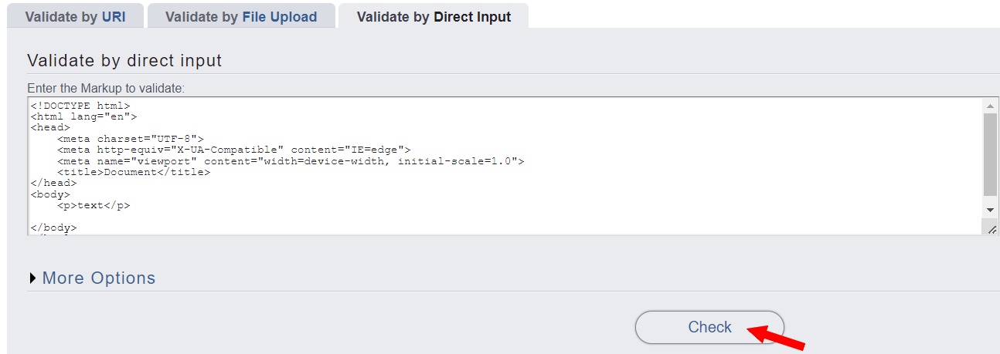 Validate by URI
Validate by File Upload
Validate by Direct Input
Validate by direct input
Enter the Markup to validate:
<!DOCTYPE html>
<html lang="en">
<head>
    <meta charset="UTF-8">
    <meta http-equiv="X-UA-Compatible" content="IE=edge">
    <meta name="viewport" content="width=device-width, initial-scale=1.0">
    <title>Document</title>
</head>
<body>
    <p>text</p>
</body>
More Options
Check